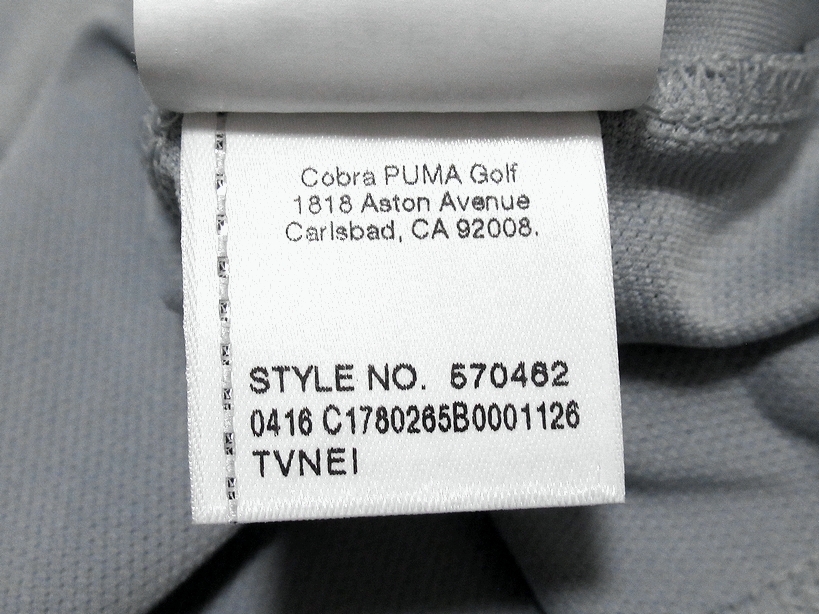 Cobra PUMA Golf
1818 Aston Avenue
Carlsbad, CA 92008.
STYLE NO. 570462
0416 C1780265B0001126
TVNEI